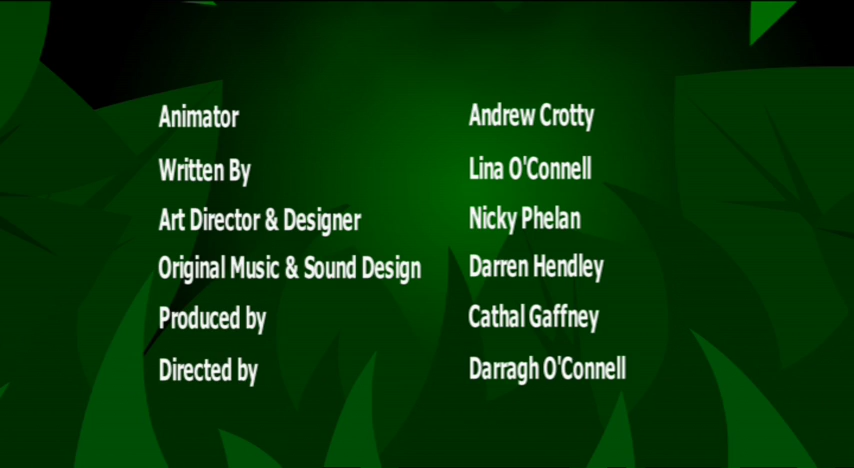 Animator Andrew Crotty
Written By Lina O'Connell
Art Director & Designer Nicky Phelan
Original Music & Sound Design Darren Hendley
Produced by Cathal Gaffney
Directed by Darragh O'Connell